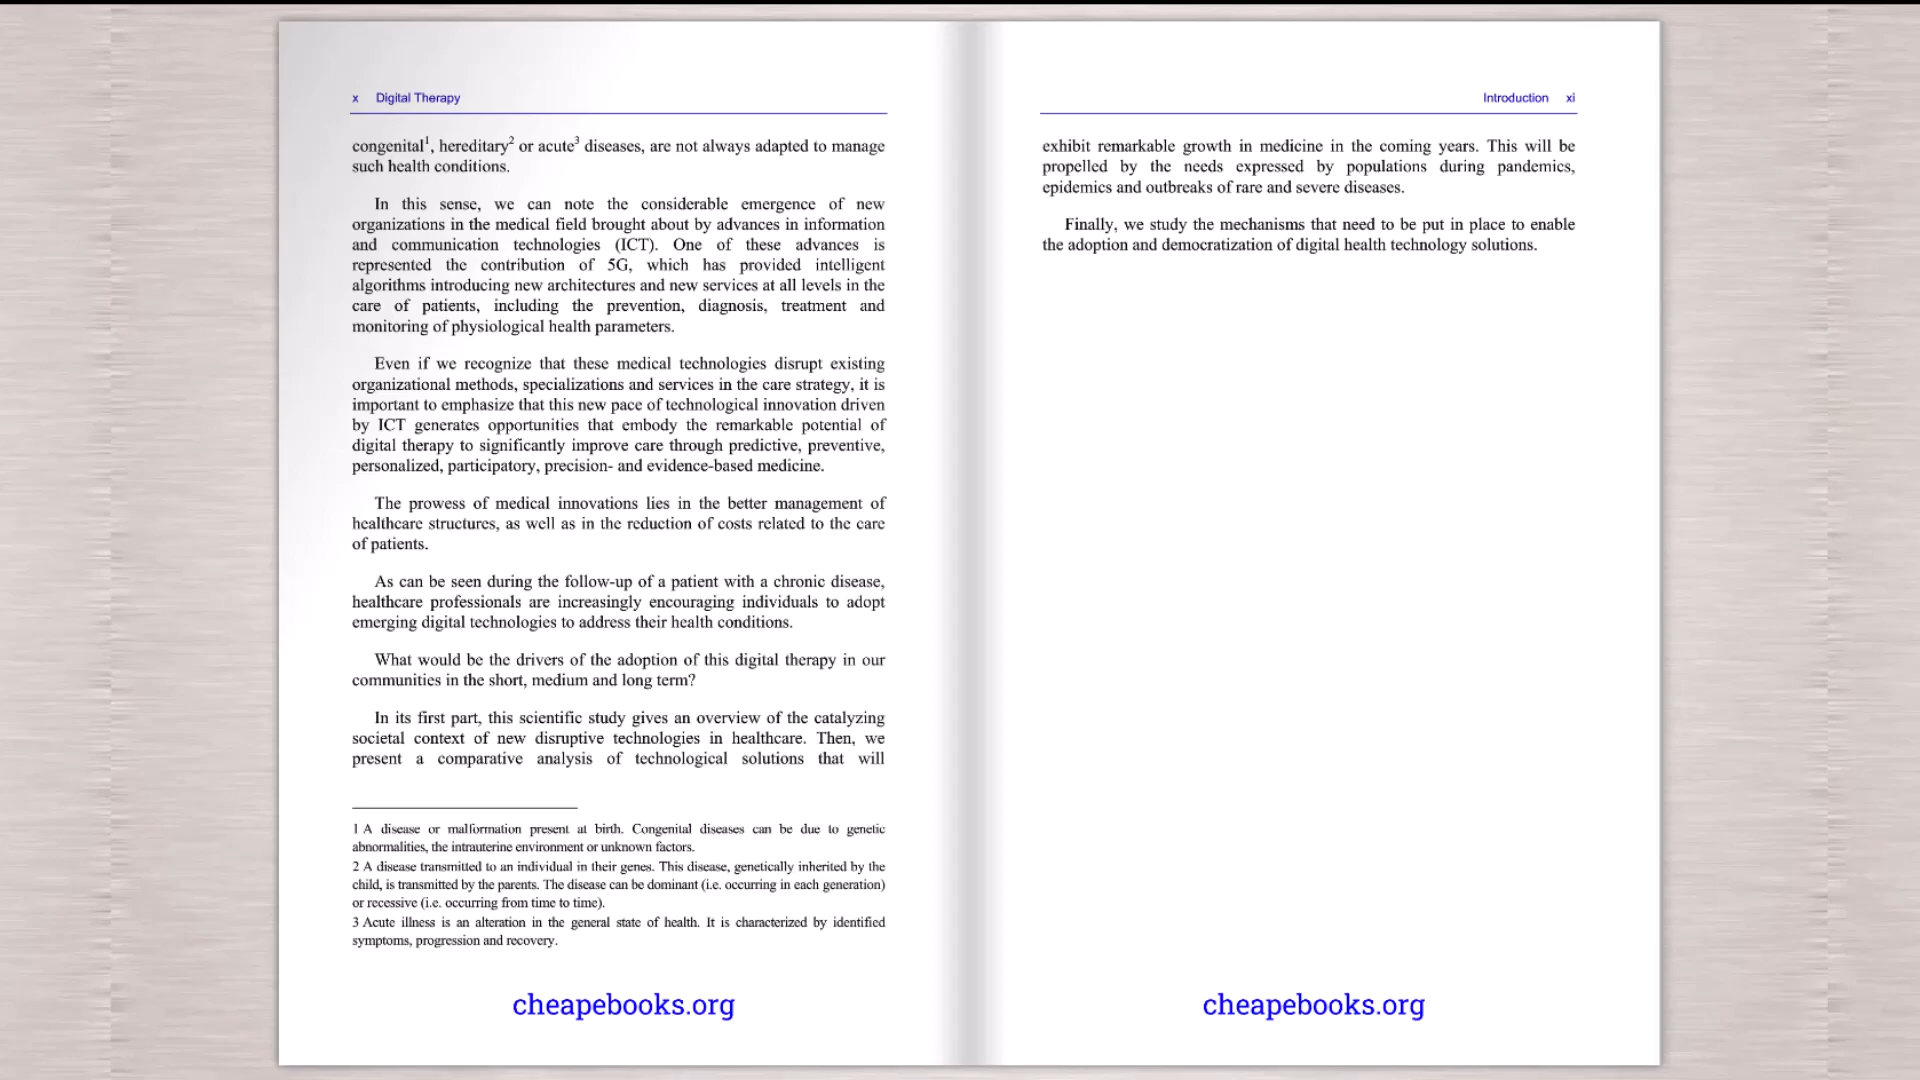 x Digital Therapy
congenital1, hereditary2 or acute3 diseases, are not always adapted to manage
such health conditions.
In this sense, we can note the considerable emergence of new
organizations in the medical field brought about by advances in information
and communication technologies (ICT). One of these advances is
represented the contribution of 5G, which has provided intelligent
algorithms introducing new architectures and new services at all levels in the
care of patients, including the prevention, diagnosis, treatment and
monitoring of physiological health parameters.
Even if we recognize that these medical technologies disrupt existing
organizational methods, specializations and services in the care strategy, it is
important to emphasize that this new pace of technological innovation driven
by ICT generates opportunities that embody the remarkable potential of
digital therapy to significantly improve care through predictive, preventive,
personalized, participatory, precision- and evidence-based medicine.
The prowess of medical innovations lies in the better management of
healthcare structures, as well as in the reduction of costs related to the care
of patients.
As can be seen during the follow-up of a patient with a chronic disease,
healthcare professionals are increasingly encouraging individuals to adopt
emerging digital technologies to address their health conditions.
What would be the drivers of the adoption of this digital therapy in our
communities in the short, medium and long term?
In its first part, this scientific study gives an overview of the catalyzing
societal context of new disruptive technologies in healthcare. Then, we
present a comparative analysis of technological solutions that will
1 A disease or malformation present at birth. Congenital diseases can be due to genetic
abnormalities, the intrauterine environment or unknown factors.
2 A disease transmitted to an individual in their genes. This disease, genetically inherited by the
child, is transmitted by the parents. The disease can be dominant (i.e. occurring in each generation)
or recessive (i.e. occurring from time to time).
3 Acute illness is an alteration in the general state of health. It is characterized by identified
symptoms, progression and recovery.
cheapebooks.org
Introduction xi
exhibit remarkable growth in medicine in the coming years. This will be
propelled by the needs expressed by populations during pandemics,
epidemics and outbreaks of rare and severe diseases.
Finally, we study the mechanisms that need to be put in place to enable
the adoption and democratization of digital health technology solutions.
cheapebooks.org